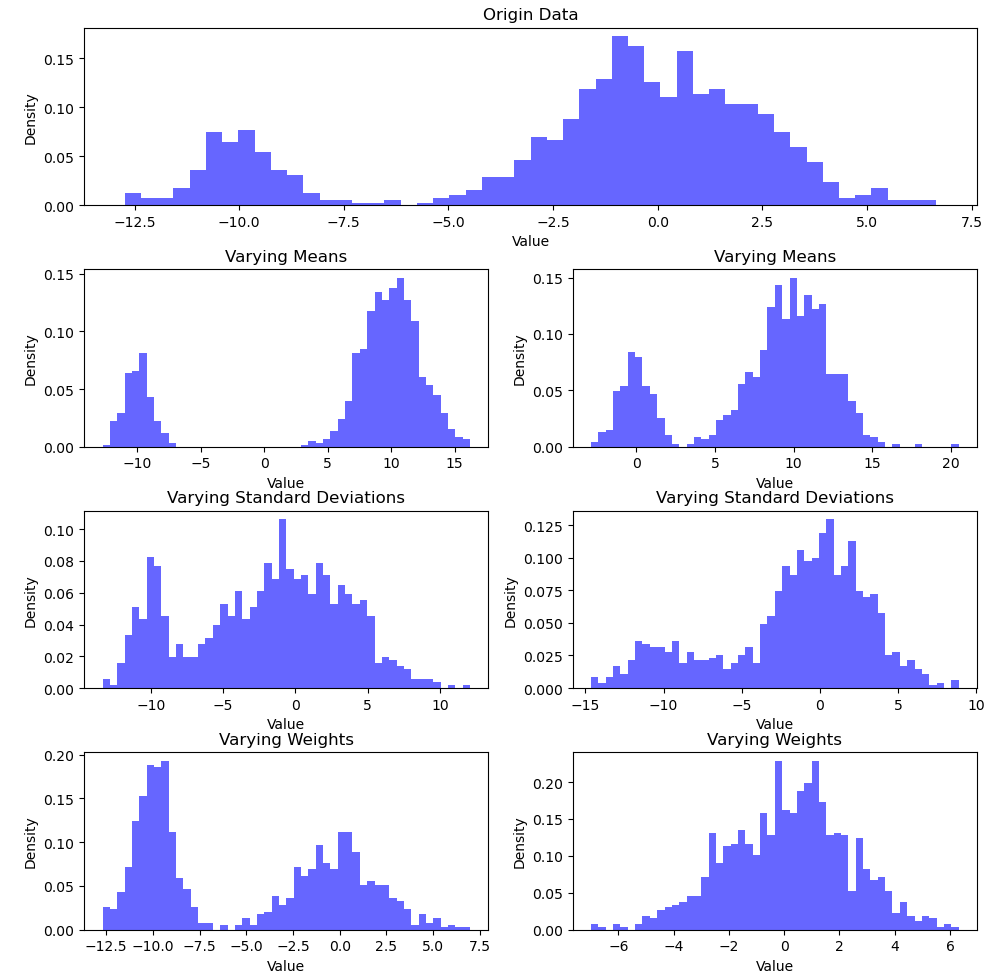 Origin Data
0.15
0.10
0.05
0.00
Density
−12.5 −10.0 −7.5 −5.0 −2.5 0.0 2.5 5.0 7.5
Value
Varying Means
0.15
0.10
0.05
0.00
Density
−10 −5 0 5 10 15
Value
Varying Means
0.15
0.10
0.05
0.00
Density
0 5 10 15 20
Value
Varying Standard Deviations
0.10
0.08
0.06
0.04
0.02
0.00
Density
−10 −5 0 5 10
Value
Varying Standard Deviations
0.125
0.100
0.075
0.050
0.025
0.000
Density
−15 −10 −5 0 5 10
Value
Varying Weights
0.20
0.15
0.10
0.05
0.00
Density
−12.5 −10.0 −7.5 −5.0 −2.5 0.0 2.5 5.0 7.5
Value
Varying Weights
0.20
0.15
0.10
0.05
0.00
Density
−6 −4 −2 0 2 4 6
Value